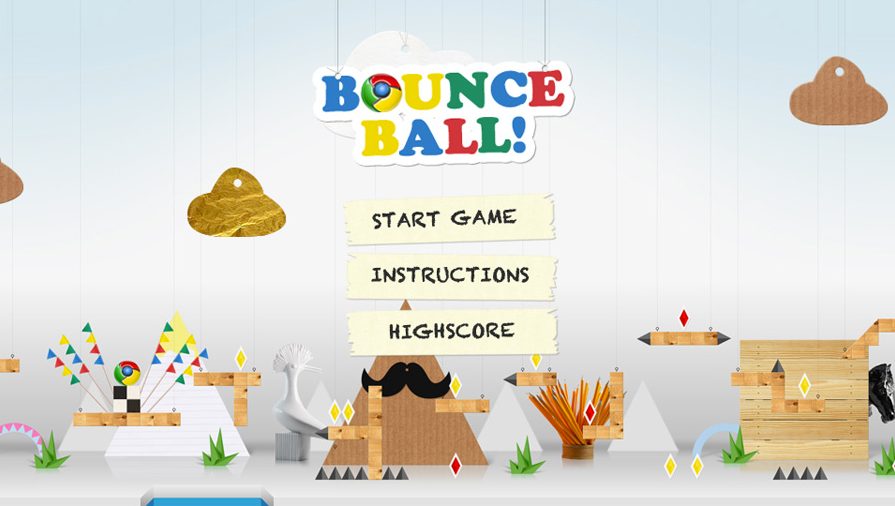 BOUNCE
BALL!
START GAME
INSTRUCTIONS
HIGHSCORE